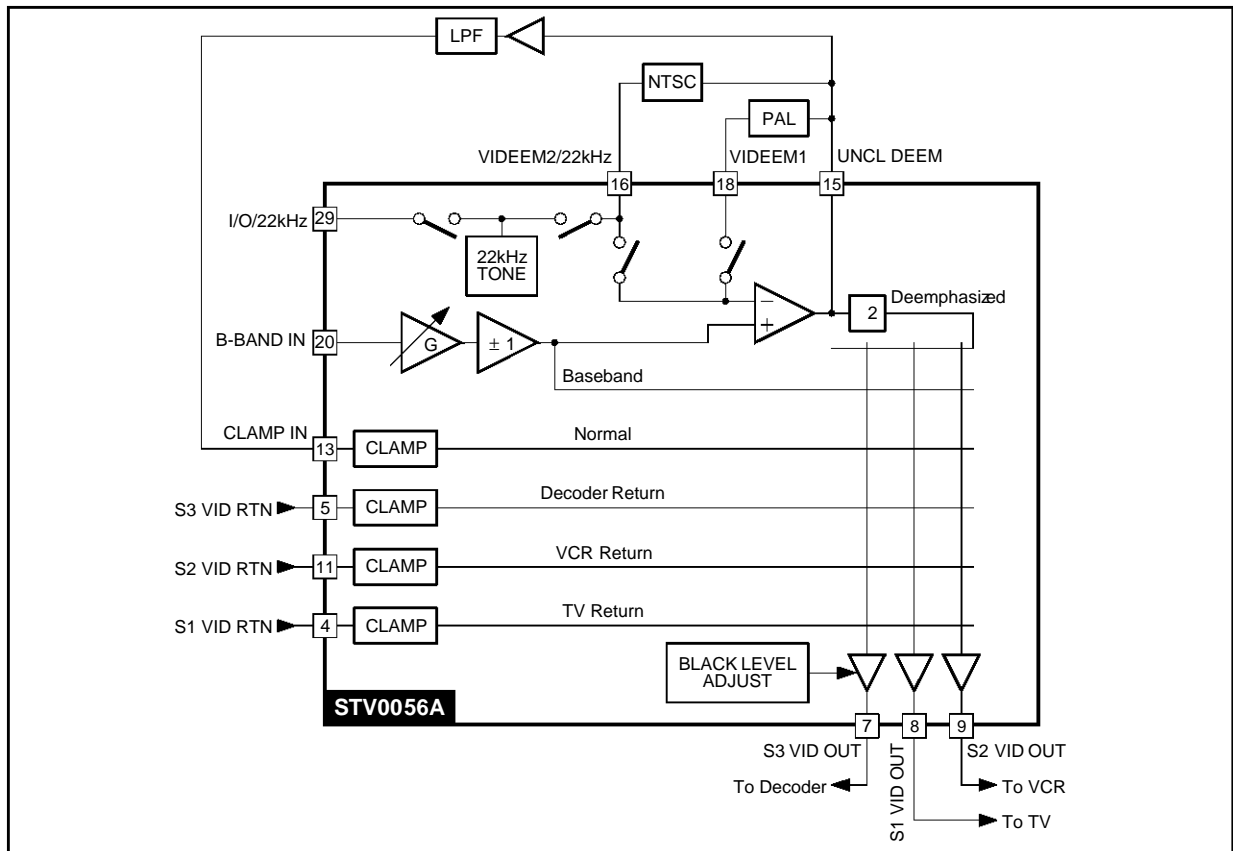 LPF
NTSC
PAL
VIDEEM2/22kHz
VIDEEM1
UNCL DEEM
16
18
15
I/O/22kHz
29
22kHz
TONE
−
+
2
Deemphasized
B-BAND IN
20
G
± 1
Baseband
CLAMP IN
13
CLAMP
Normal
S3 VID RTN
5
CLAMP
Decoder Return
S2 VID RTN
11
CLAMP
VCR Return
S1 VID RTN
4
CLAMP
TV Return
BLACK LEVEL
ADJUST
STV0056A
7
8
9
S3 VID OUT
S1 VID OUT
S2 VID OUT
To Decoder
To VCR
To TV